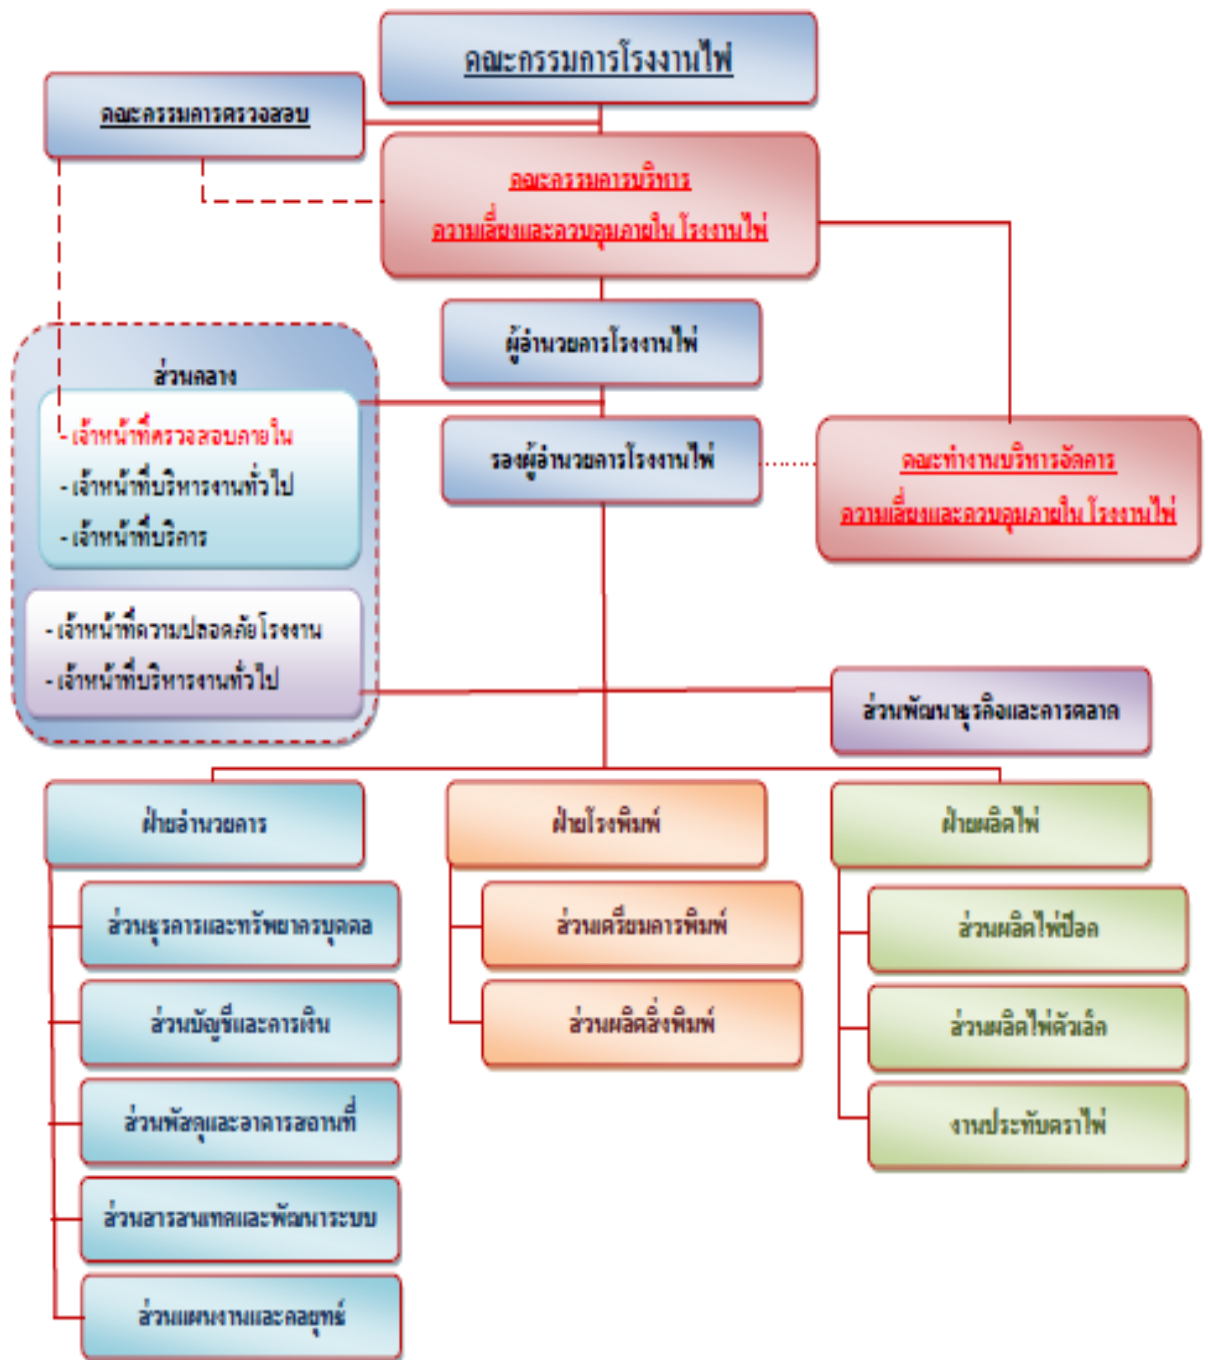 คณะกรรมการโรงงานไพ่
คณะกรรมการตรวจสอบ
คณะกรรมการบริหาร
ความเสี่ยงและควบคุมภายใน โรงงานไพ่
ผู้อำนวยการโรงงานไพ่
ส่วนกลาง
- เจ้าหน้าที่ตรวจสอบภายใน
- เจ้าหน้าที่บริหารงานทั่วไป
- เจ้าหน้าที่บริการ
รองผู้อำนวยการโรงงานไพ่
คณะทำงานบริหารจัดการ
ความเสี่ยงและควบคุมภายใน โรงงานไพ่
- เจ้าหน้าที่ความปลอดภัยโรงงาน
- เจ้าหน้าที่บริหารงานทั่วไป
ส่วนพัฒนาธุรกิจและการตลาด
ฝ่ายอำนวยการ
ส่วนธุรการและทรัพยากรบุคคล
ส่วนบัญชีและการเงิน
ส่วนพัสดุและอาคารสถานที่
ส่วนสารสนเทศและพัฒนาระบบ
ส่วนแผนงานและกลยุทธ์
ฝ่ายโรงพิมพ์
ส่วนเตรียมการพิมพ์
ส่วนผลิตสิ่งพิมพ์
ฝ่ายผลิตไพ่
ส่วนผลิตไพ่ป๊อก
ส่วนผลิตไพ่ตัวเล็ก
งานประทับตราไพ่